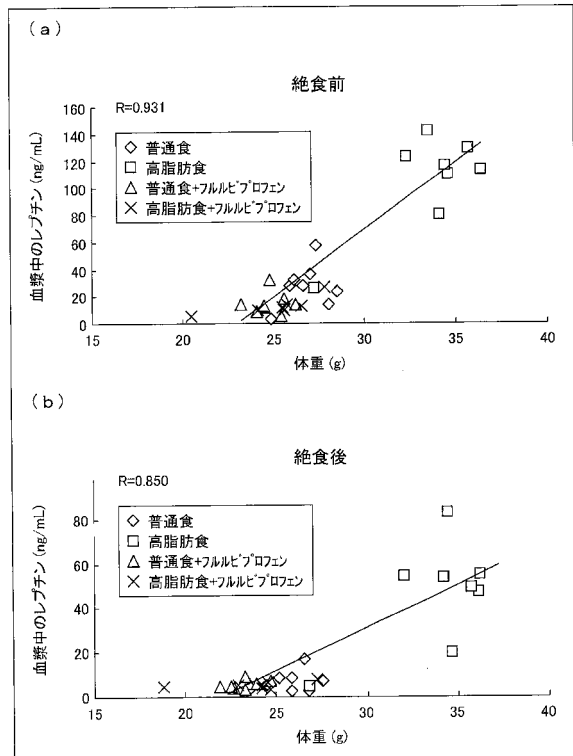 (a)
絶食前
R=0.931
◇ 普通食
□ 高脂肪食
△ 普通食+フルルビプロフェン
× 高脂肪食+フルルビプロフェン
血漿中のレプチン (ng/mL)
160
140
120
100
80
60
40
20
0
15 20 25 30 35 40
体重 (g)
(b)
絶食後
R=0.850
◇ 普通食
□ 高脂肪食
△ 普通食+フルルビプロフェン
× 高脂肪食+フルルビプロフェン
血漿中のレプチン (ng/mL)
80
60
40
20
0
15 20 25 30 35 40
体重 (g)